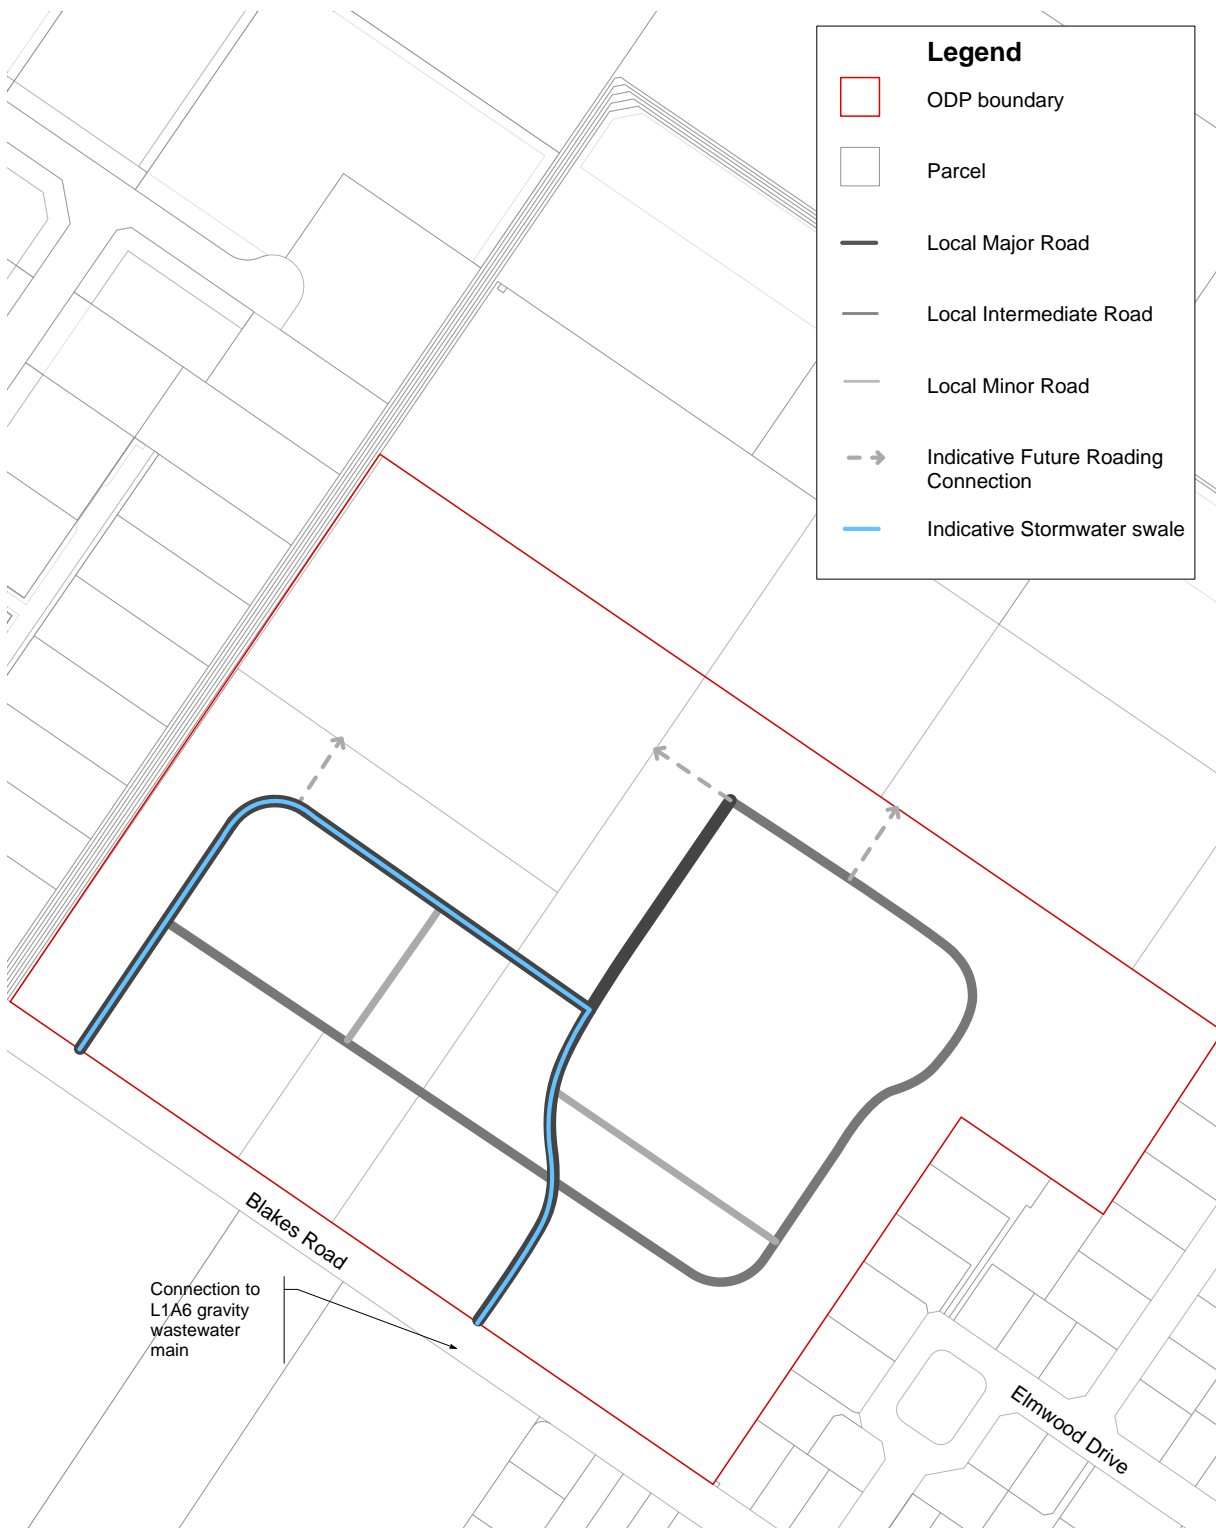 Legend
ODP boundary
Parcel
Local Major Road
Local Intermediate Road
Local Minor Road
Indicative Future Roading
Connection
Indicative Stormwater swale
Blakes Road
Connection to
L1A6 gravity
wastewater
main
Elmwood Drive